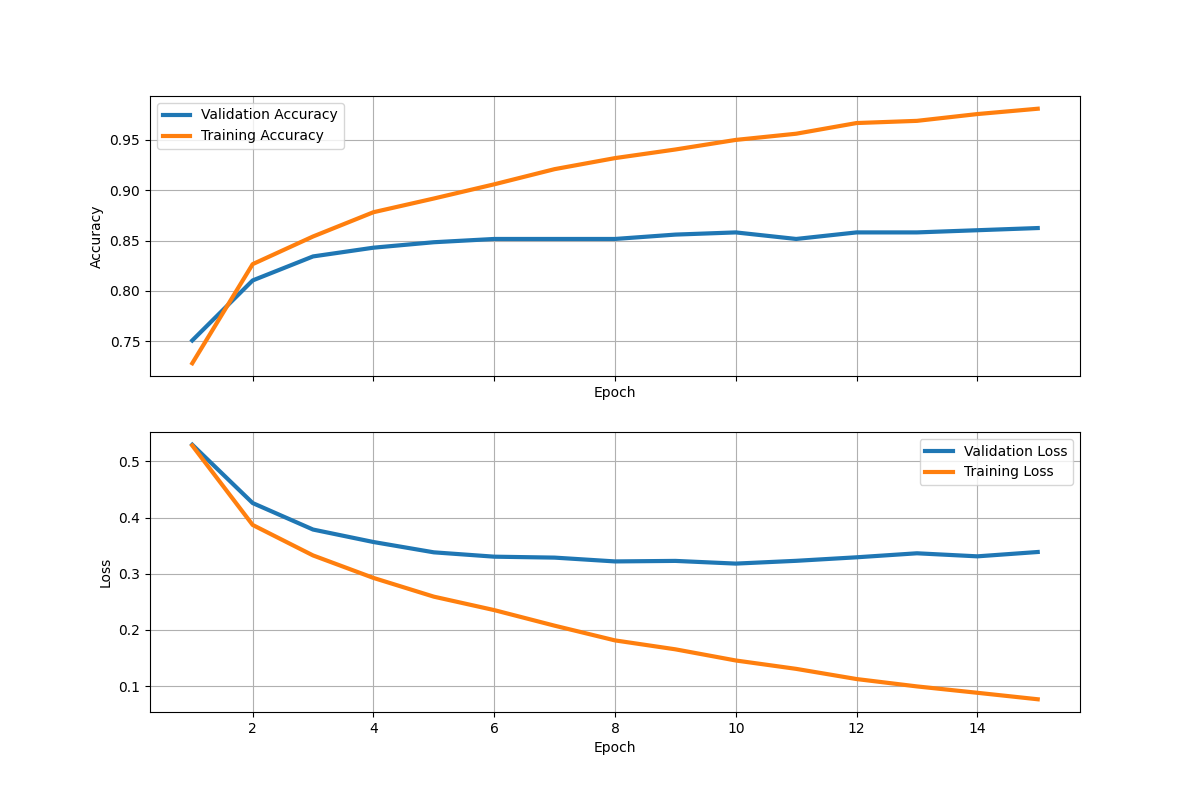 Validation Accuracy
Training Accuracy
0.95
0.90
0.85
0.80
0.75
Accuracy
Epoch
Validation Loss
Training Loss
0.5
0.4
0.3
0.2
0.1
Loss
2 4 6 8 10 12 14
Epoch